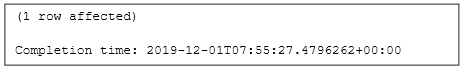 (1 row affected)
Completion time: 2019-12-01T07:55:27.4796262+00:00